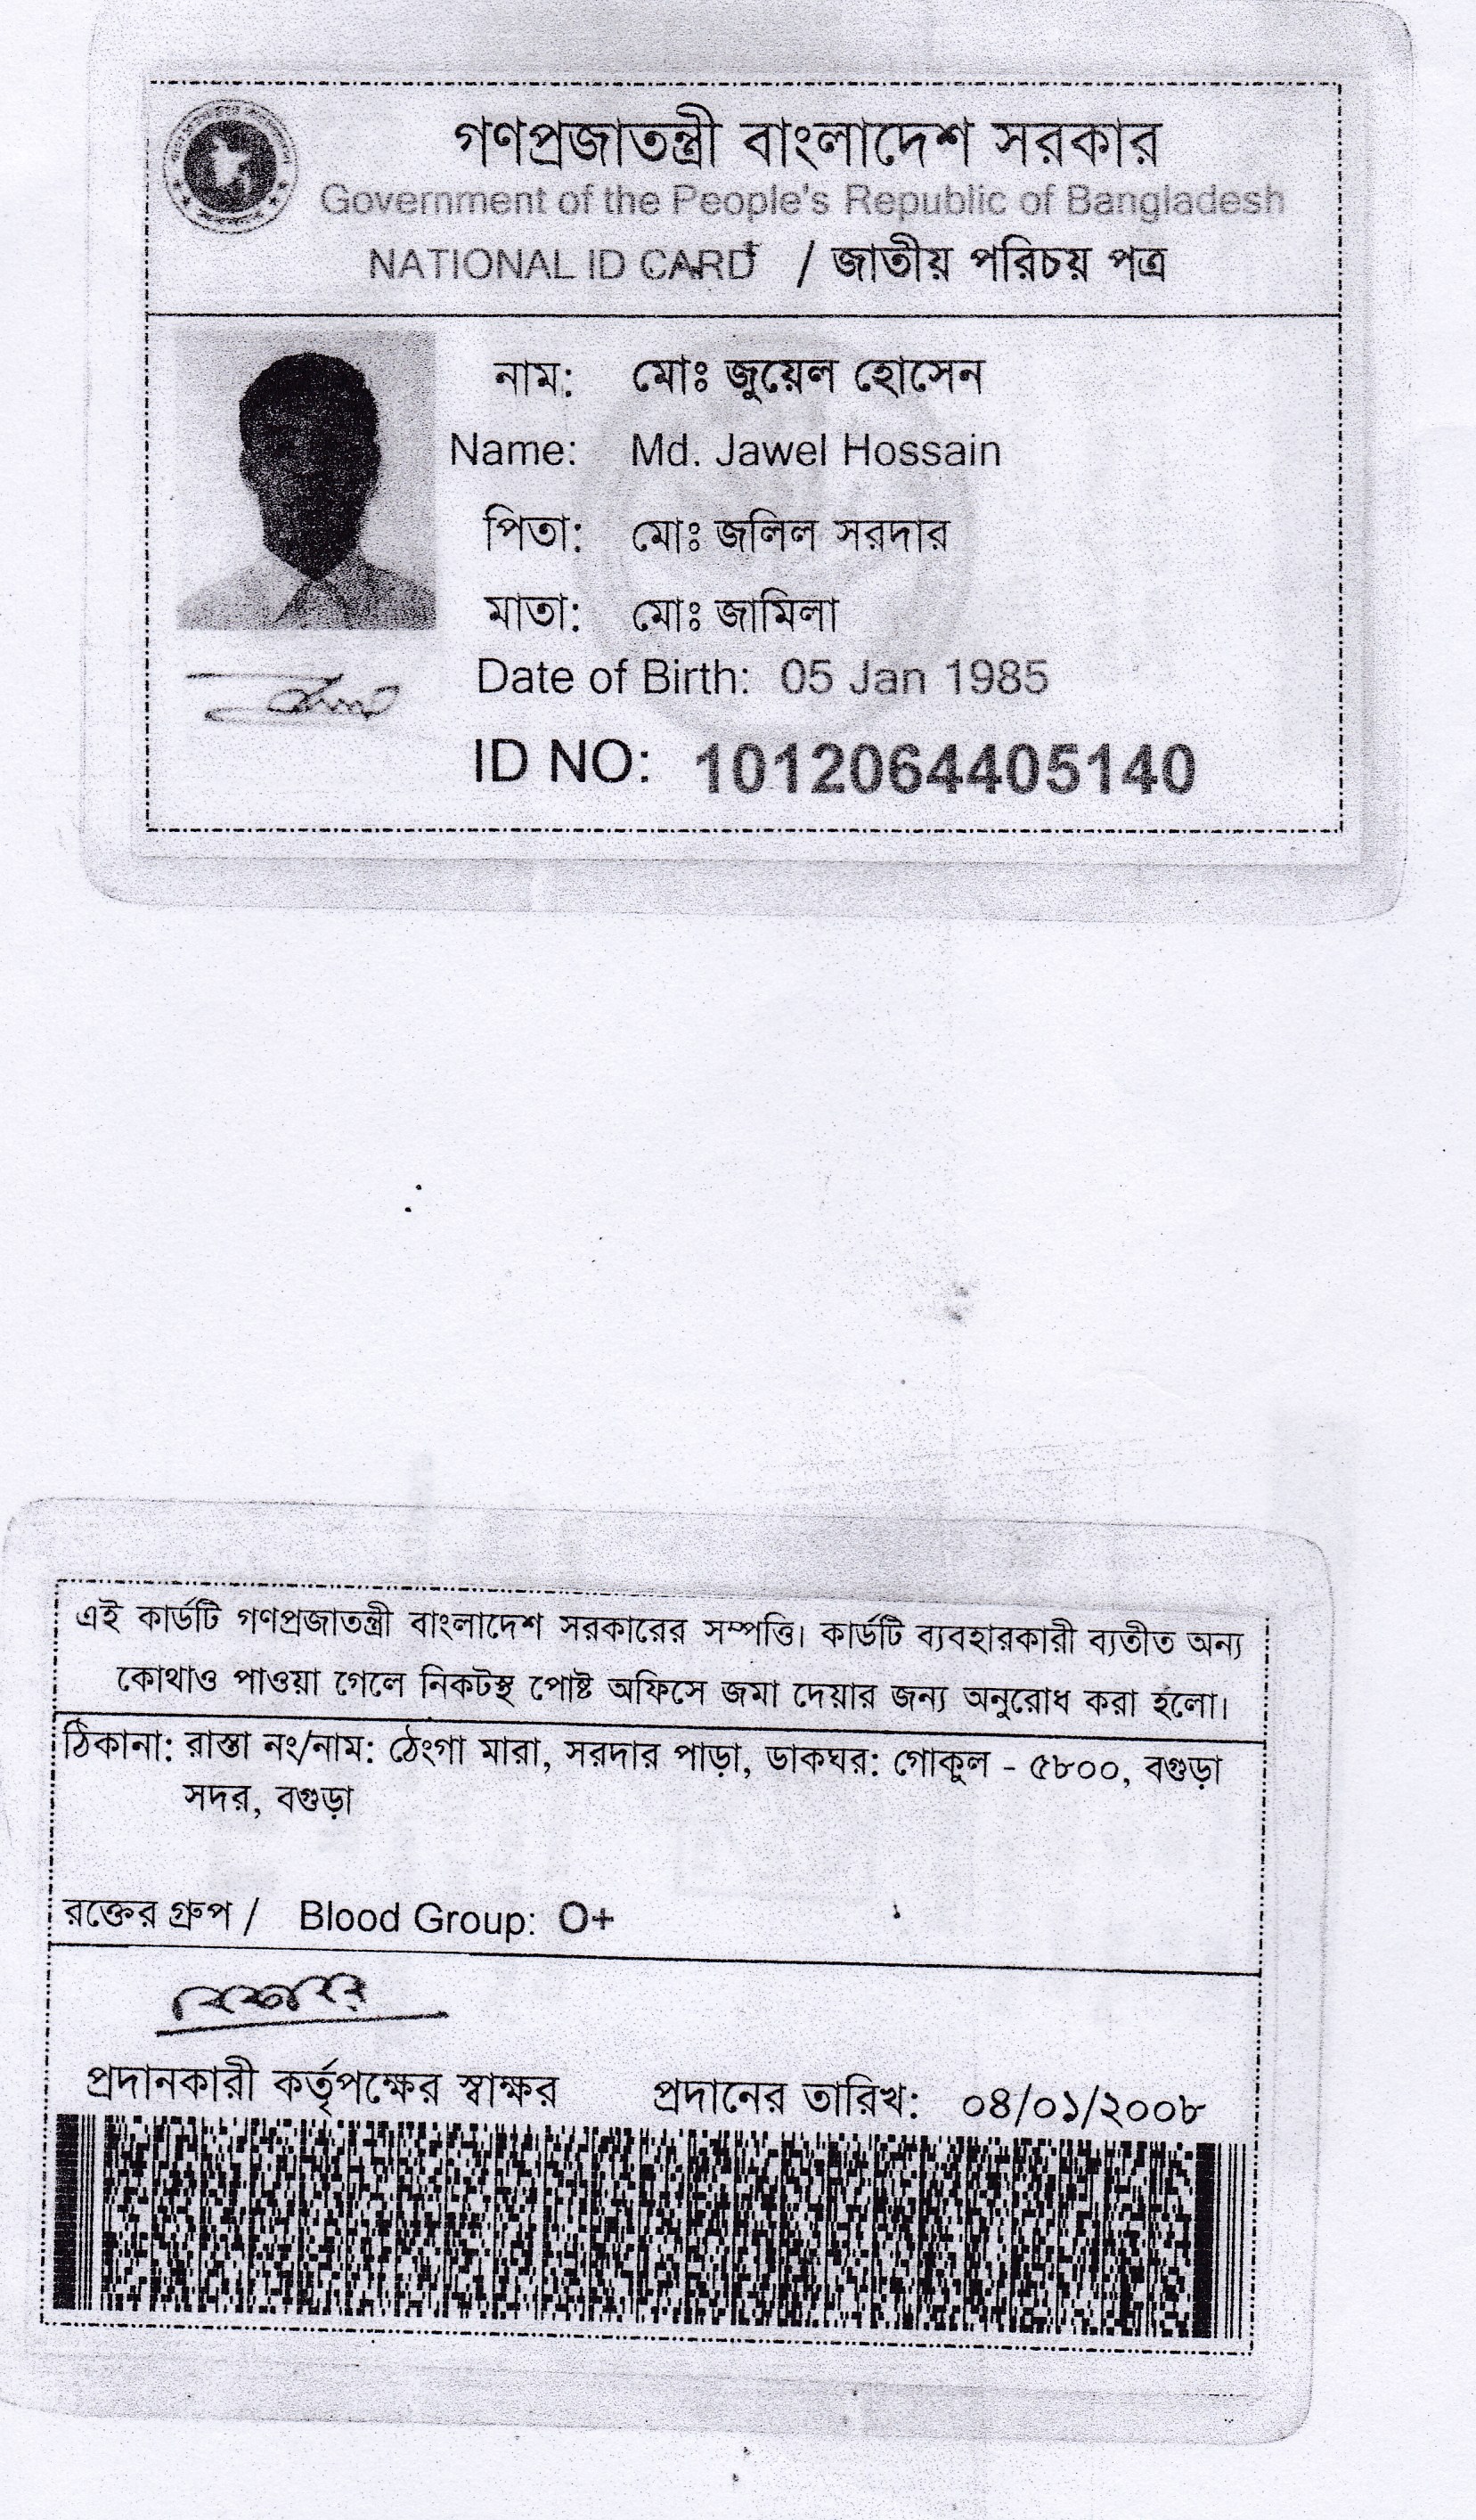 গণপ্রজাতন্ত্রী বাংলাদেশ সরকার
Government of the People's Republic of Bangladesh
NATIONAL ID CARD / জাতীয় পরিচয় পত্র
নাম: মোঃ জুয়েল হোসেন
Name: Md. Jawel Hossain
পিতা: মোঃ জলিল সরদার
মাতা: মোঃ জামিলা
Date of Birth: 05 Jan 1985
ID NO: 1012064405140
এই কার্ডটি গণপ্রজাতন্ত্রী বাংলাদেশ সরকারের সম্পত্তি। কার্ডটি ব্যবহারকারী ব্যতীত অন্য
কোথাও পাওয়া গেলে নিকটস্থ পোষ্ট অফিসে জমা দেয়ার জন্য অনুরোধ করা হলো।
ঠিকানা: রাস্তা নং/নাম: ঠেংগা মারা, সরদার পাড়া, ডাকঘর: গোকুল - ৫৮০০, বগুড়া
সদর, বগুড়া
রক্তের গ্রুপ / Blood Group: O+
প্রদানকারী কর্তৃপক্ষের স্বাক্ষর প্রদানের তারিখ: ০৪/০১/২০০৮